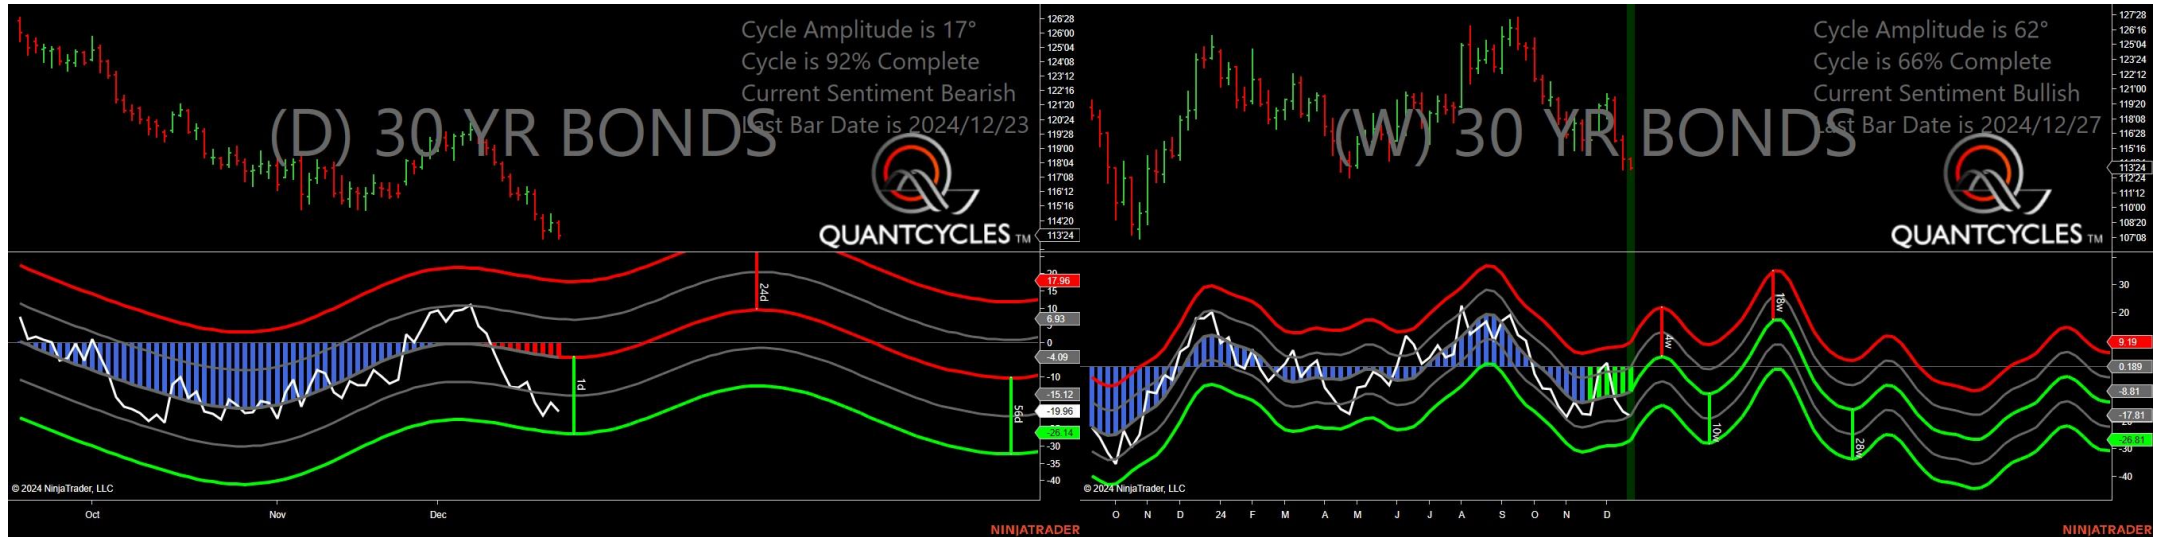 Cycle Amplitude is 17°
Cycle is 92% Complete
Current Sentiment Bearish
Last Bar Date is 2024/12/23
(D) 30 YR BONDS
QUANTCYCLES TM
126'28
126'00
125'04
124'08
123'12
122'16
121'20
120'24
119'28
119'00
118'04
117'08
116'12
115'16
114'20
113'24
24d
1d
56d
20
17.96
15
10
6.93
0
-4.09
-10
-15.12
-19.96
-26.14
-30
-35
-40
© 2024 NinjaTrader, LLC
Oct Nov Dec
NINJATRADER
Cycle Amplitude is 62°
Cycle is 66% Complete
Current Sentiment Bullish
Last Bar Date is 2024/12/27
(W) 30 YR BONDS
QUANTCYCLES TM
127'28
126'16
125'04
123'24
122'12
121'00
119'20
118'08
116'28
115'16
113'24
112'24
111'12
110'00
108'20
107'08
4w
18w
10w
28w
30
20
9.19
0.189
-8.81
-17.81
-26.81
-40
© 2024 NinjaTrader, LLC
O N D 24 F M A M J J A S O N D
NINJATRADER